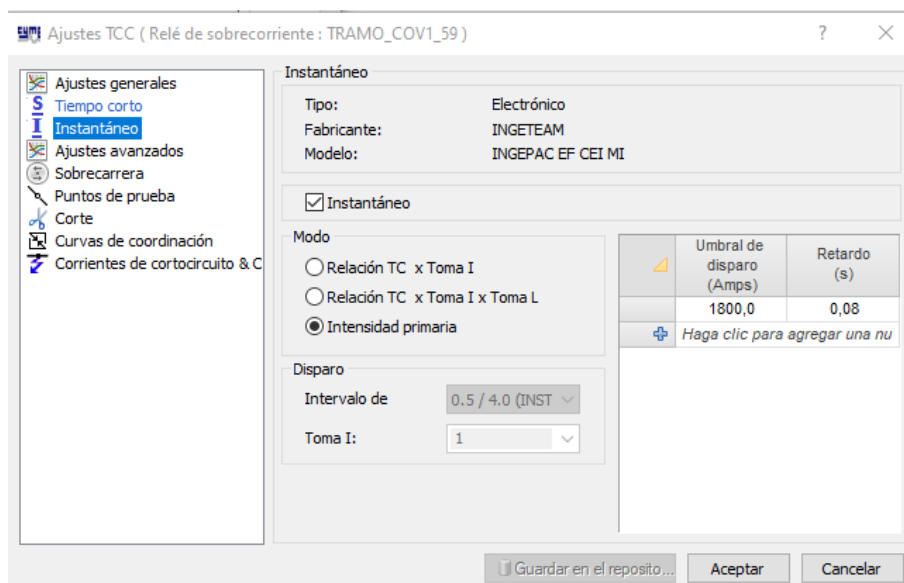 Ajustes TCC ( Relé de sobrecorriente : TRAMO_COV1_59 )
?
Ajustes generales
S Tiempo corto
I Instantáneo
Ajustes avanzados
Sobrecarrera
Puntos de prueba
Corte
Curvas de coordinación
Corrientes de cortocircuito & C
Instantáneo
Tipo: Electrónico
Fabricante: INGETEAM
Modelo: INGEPAC EF CEI MI
Instantáneo
Modo
Relación TC x Toma I
Relación TC x Toma I x Toma L
Intensidad primaria
Disparo
Intervalo de 0.5 / 4.0 (INST
Toma I: 1
Umbral de
disparo
(Amps)
Retardo
(s)
1800,0 0,08
Haga clic para agregar una nu
Guardar en el reposito...
Aceptar
Cancelar